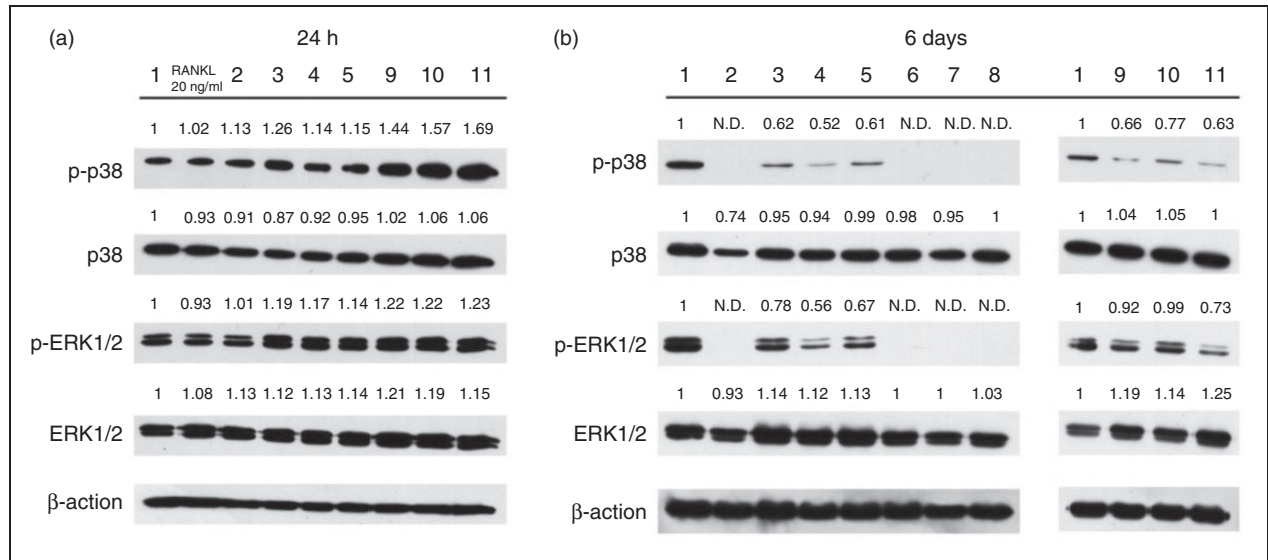 (a) 24 h
1 RANKL 20 ng/ml 2 3 4 5 9 10 11
1 1.02 1.13 1.26 1.14 1.15 1.44 1.57 1.69
p-p38
1 0.93 0.91 0.87 0.92 0.95 1.02 1.06 1.06
p38
1 0.93 1.01 1.19 1.17 1.14 1.22 1.22 1.23
p-ERK1/2
1 1.08 1.13 1.12 1.13 1.14 1.21 1.19 1.15
ERK1/2
β-action
(b) 6 days
1 2 3 4 5 6 7 8 1 9 10 11
1 N.D. 0.62 0.52 0.61 N.D. N.D. N.D. 1 0.66 0.77 0.63
p-p38
1 0.74 0.95 0.94 0.99 0.98 0.95 1 1 1.04 1.05 1
p38
1 N.D. 0.78 0.56 0.67 N.D. N.D. N.D. 1 0.92 0.99 0.73
p-ERK1/2
1 0.93 1.14 1.12 1.13 1 1 1.03 1 1.19 1.14 1.25
ERK1/2
β-action